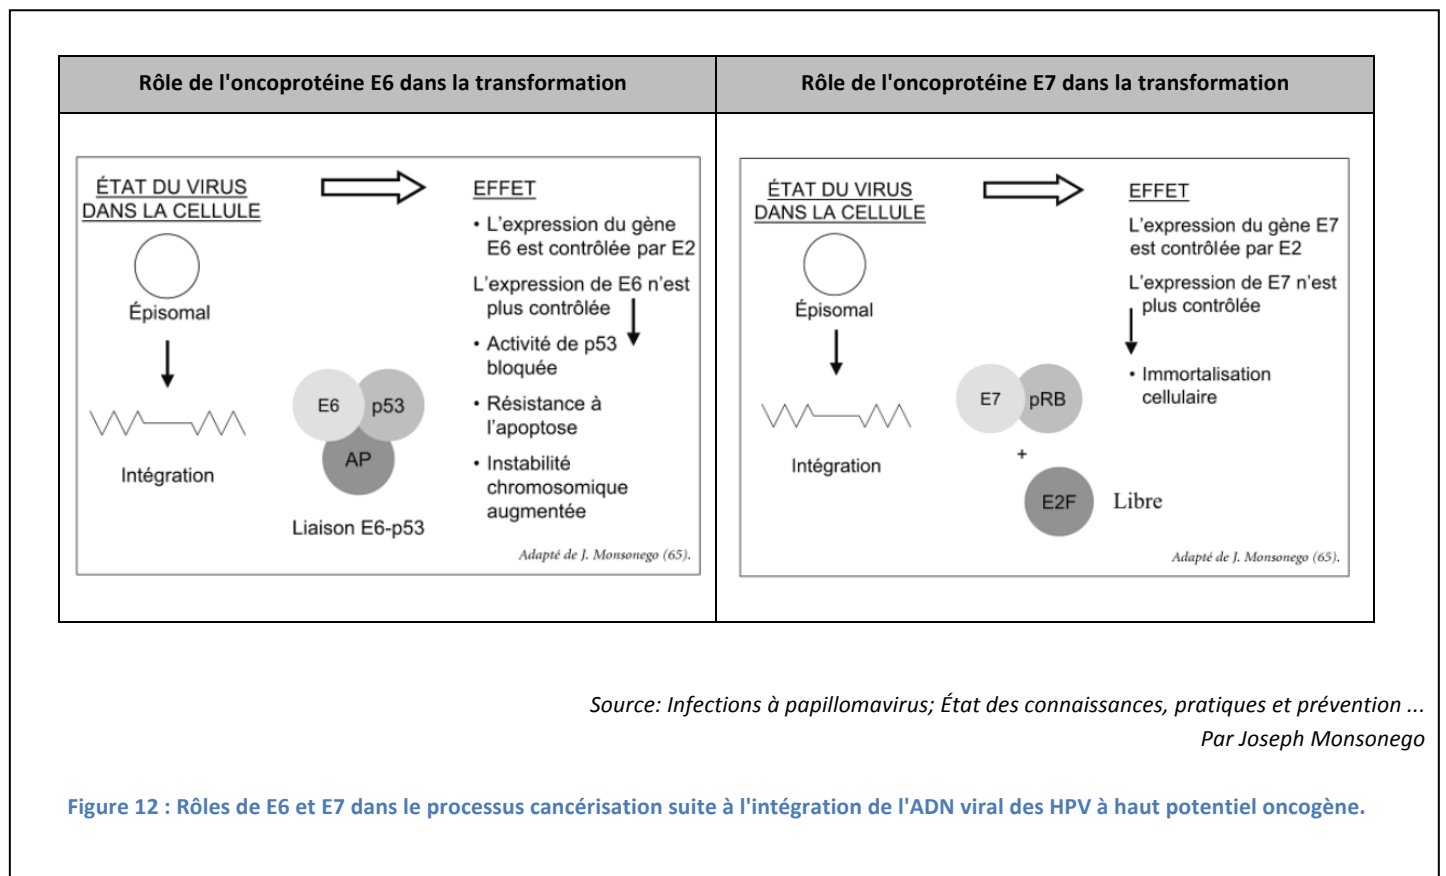 Rôle de l'oncoprotéine E6 dans la transformation
Rôle de l'oncoprotéine E7 dans la transformation
ÉTAT DU VIRUS
DANS LA CELLULE
Épisomal
Intégration
E6
p53
AP
Liaison E6-p53
EFFET
• L'expression du gène
E6 est contrôlée par E2
L'expression de E6 n'est
plus contrôlée
• Activité de p53
bloquée
• Résistance à
l'apoptose
• Instabilité
chromosomique
augmentée
Adapté de J. Monsonego (65).
ÉTAT DU VIRUS
DANS LA CELLULE
Épisomal
Intégration
E7
pRB
+
E2F
Libre
EFFET
L'expression du gène E7
est contrôlée par E2
L'expression de E7 n'est
plus contrôlée
• Immortalisation
cellulaire
Adapté de J. Monsonego (65).
Source: Infections à papillomavirus; État des connaissances, pratiques et prévention ...
Par Joseph Monsonego
Figure 12 : Rôles de E6 et E7 dans le processus cancérisation suite à l'intégration de l'ADN viral des HPV à haut potentiel oncogène.